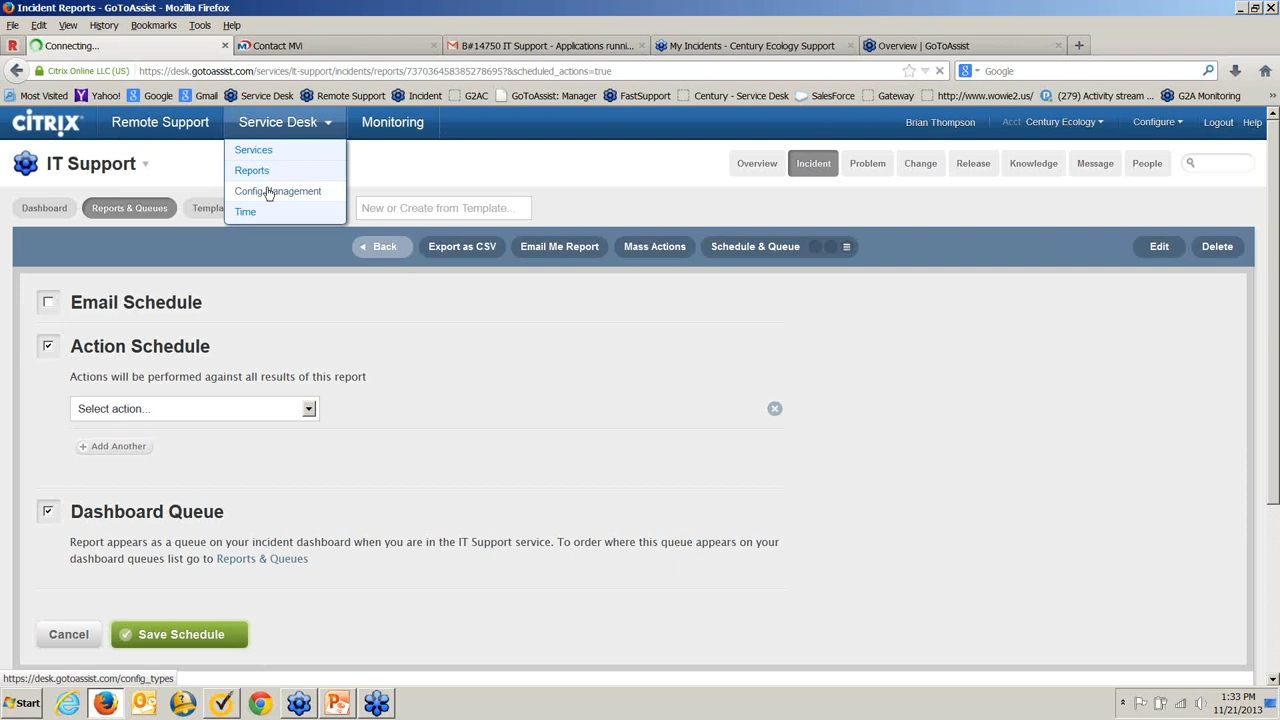 Incident Reports - GoToAssist - Mozilla Firefox
File Edit View History Bookmarks Tools Help
Connecting...
Contact MVi
B#14750 IT Support - Applications runni...
My Incidents - Century Ecology Support
Overview | GoToAssist
Citrix Online LLC (US)
https://desk.gotoassist.com/services/it-support/incidents/reports/7370364583852786957&scheduled_actions=true
Google
Most Visited Yahoo! Google Gmail Service Desk Remote Support Incident G2AC GoToAssist: Manager FastSupport Century - Service Desk SalesForce Gateway http://www.wowie2.us/ (279) Activity stream ... G2A Monitoring
CİTRIX Remote Support Service Desk Monitoring Brian Thompson Acct Century Ecology Configure Logout Help
Services
IT Support Overview Incident Problem Change Release Knowledge Message People
Reports
Config Management
Dashboard Reports & Queues Templa New or Create from Template...
Time
Back Export as CSV Email Me Report Mass Actions Schedule & Queue Edit Delete
Email Schedule
Action Schedule
Actions will be performed against all results of this report
Select action...
+ Add Another
Dashboard Queue
Report appears as a queue on your incident dashboard when you are in the IT Support service. To order where this queue appears on your
dashboard queues list go to Reports & Queues
Cancel Save Schedule
https://desk.gotoassist.com/config_types
Start
1:33 PM
11/21/2013